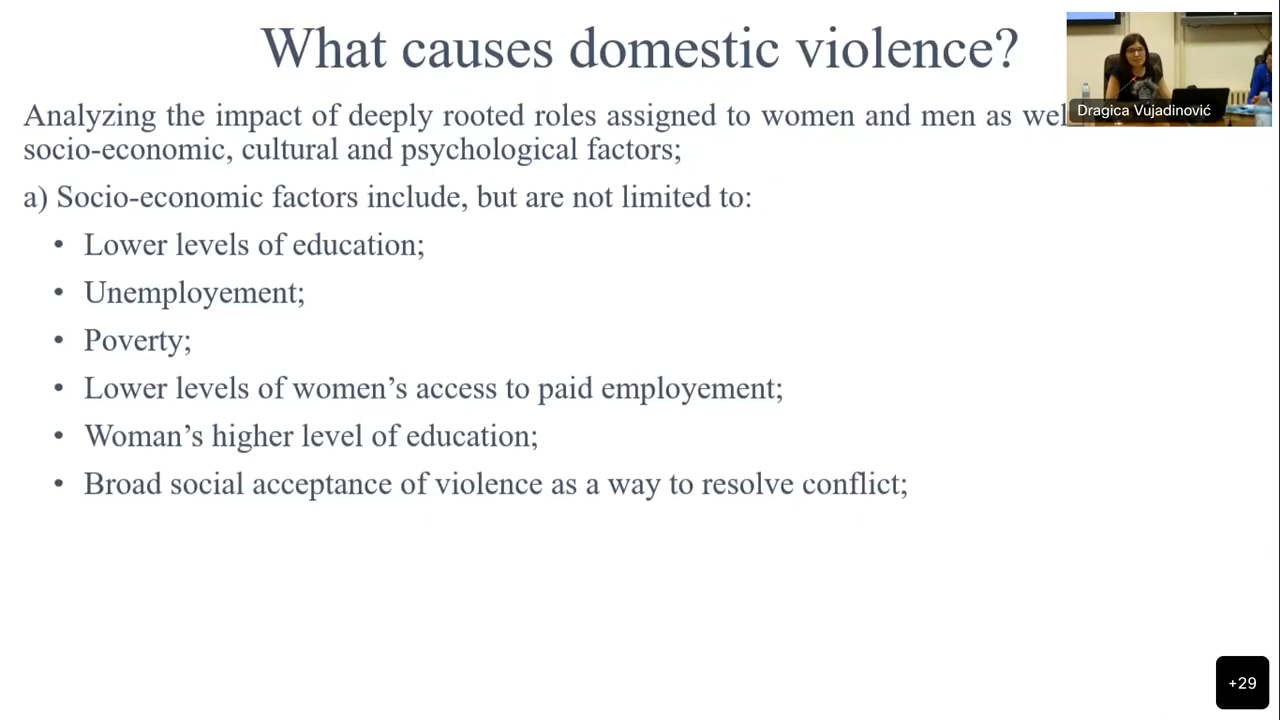 What causes domestic violence?
Dragica Vujadinović
Analyzing the impact of deeply rooted roles assigned to women and men as
socio-economic, cultural and psychological factors;
a) Socio-economic factors include, but are not limited to:
• Lower levels of education;
• Unemployement;
• Poverty;
• Lower levels of women’s access to paid employement;
• Woman’s higher level of education;
• Broad social acceptance of violence as a way to resolve conflict;
+29